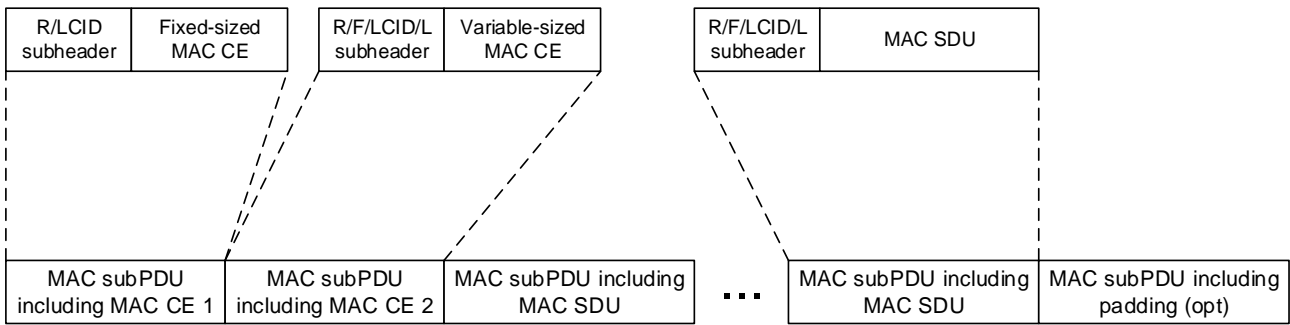 R/LCID
subheader
Fixed-sized
MAC CE
R/F/LCID/L
subheader
Variable-sized
MAC CE
R/F/LCID/L
subheader
MAC SDU
MAC subPDU
including MAC CE 1
MAC subPDU
including MAC CE 2
MAC subPDU including
MAC SDU
...
MAC subPDU including
MAC SDU
MAC subPDU including
padding (opt)